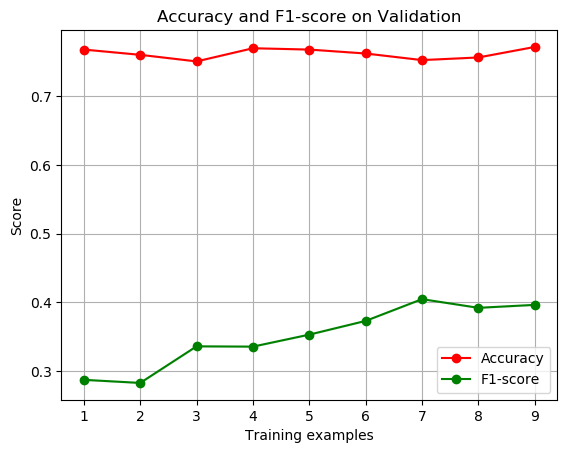 Accuracy and F1-score on Validation
Score
0.7
0.6
0.5
0.4
0.3
Accuracy
F1-score
1 2 3 4 5 6 7 8 9
Training examples